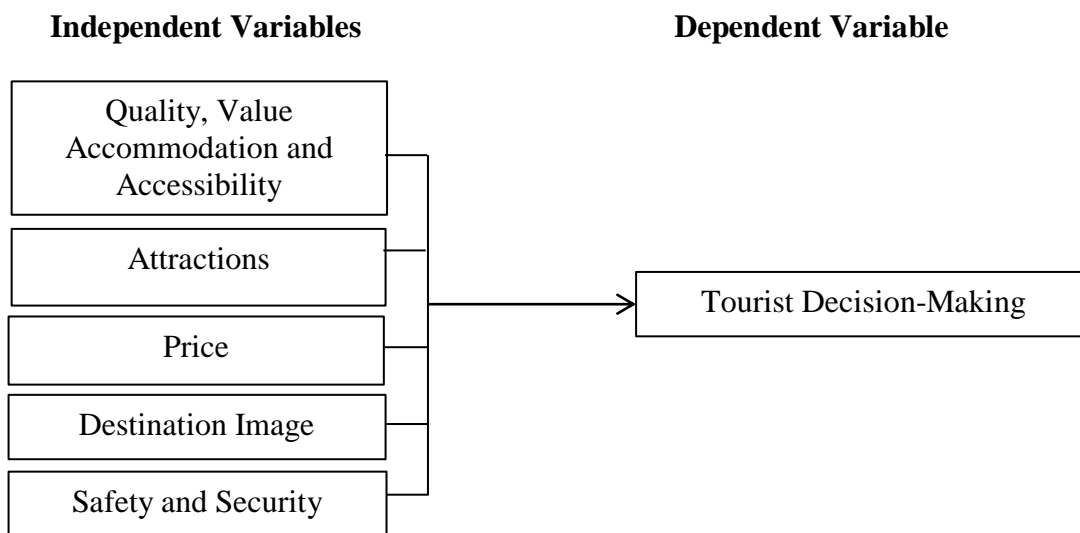 Independent Variables
Dependent Variable
Quality, Value
Accommodation and
Accessibility
Attractions
Price
Destination Image
Safety and Security
Tourist Decision-Making